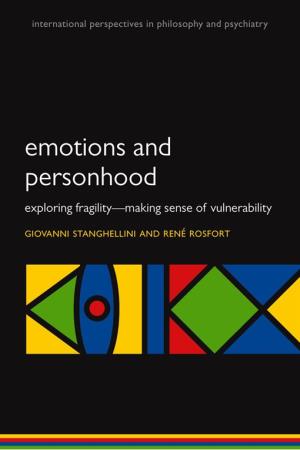 international perspectives in philosophy and psychiatry
emotions and
personhood
exploring fragility—making sense of vulnerability
GIOVANNI STANGHELLINI AND RENÉ ROSFORT